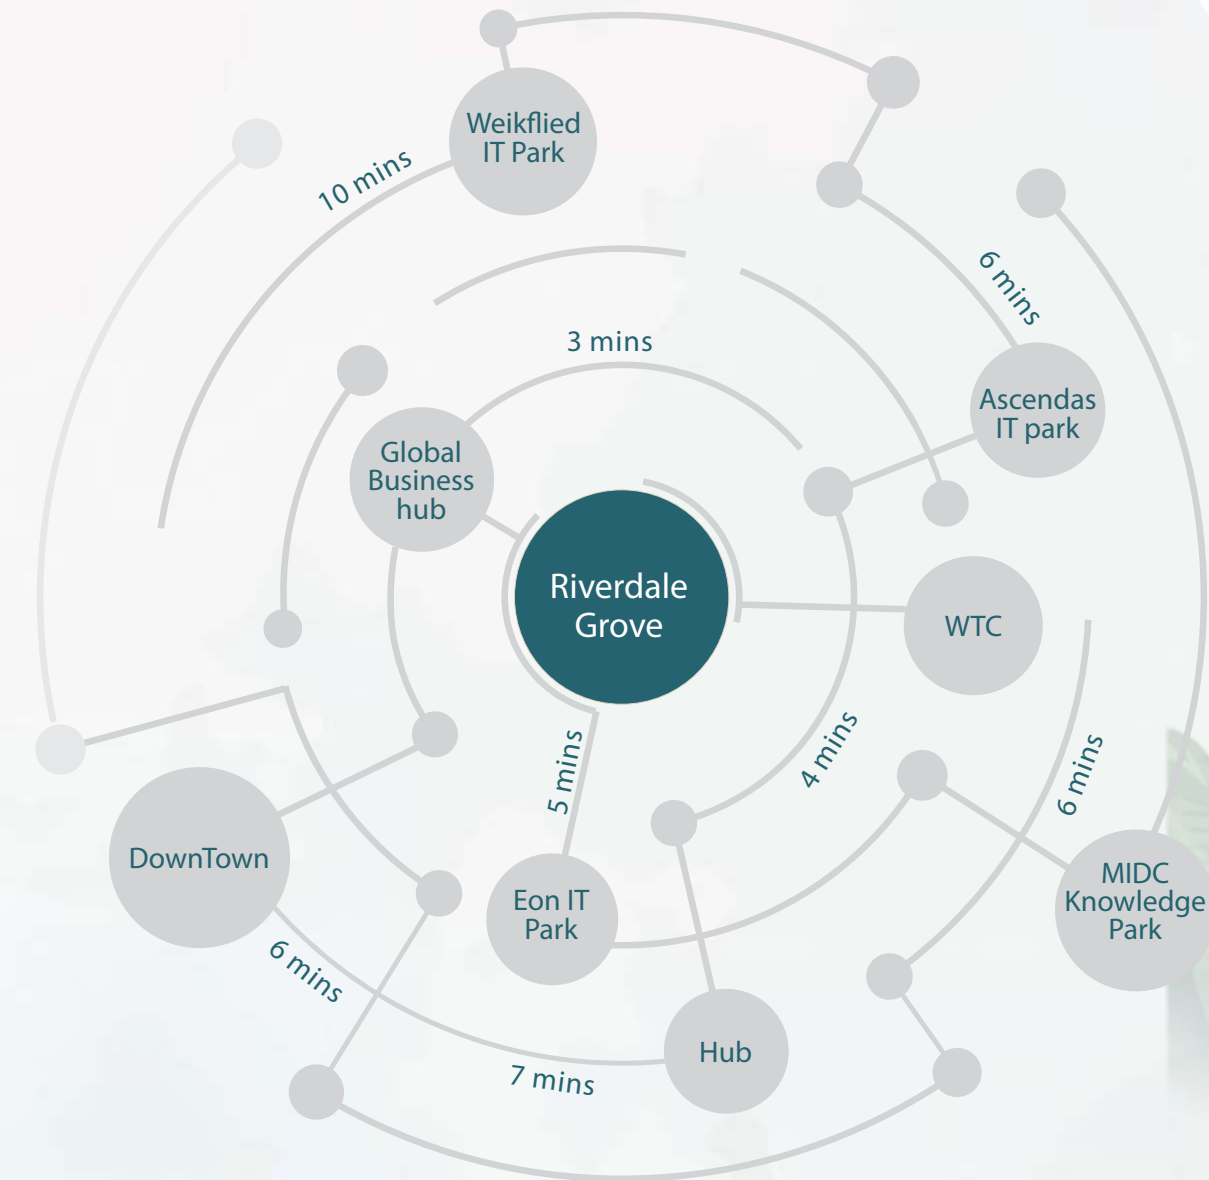 Weikflied
IT Park
10 mins
6 mins
3 mins
Ascendas
IT park
Global
Business
hub
Riverdale
Grove
WTC
4 mins
5 mins
6 mins
DownTown
MIDC
Knowledge
Park
Eon IT
Park
6 mins
Hub
7 mins